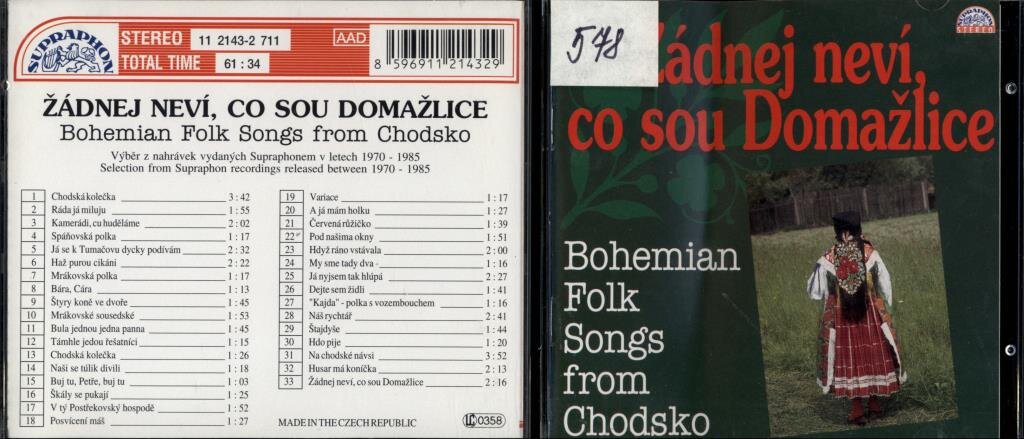 SUPRAPHON
STEREO 11 2143-2 711
TOTAL TIME 61 : 34
AAD
8 596911 214329
ŽÁDNEJ NEVÍ, CO SOU DOMAŽLICE
Bohemian Folk Songs from Chodsko
Výběr z nahrávek vydaných Supraphonem v letech 1970 - 1985
Selection from Supraphon recordings released between 1970 - 1985
1 Chodská kolečka 3 : 42
2 Ráda já miluju 1 : 55
3 Kamerádi, cu huděláme 2 : 02
4 Spáňovská polka 1 : 17
5 Já se k Tumačovu dycky podívám 2 : 32
6 Haž purou cikáni 2 : 22
7 Mrákovská polka 1 : 17
8 Bára, Cára 1 : 13
9 Štyry koně ve dvoře 1 : 45
10 Mrákovské sousedské 1 : 53
11 Bula jednou jedna panna 1 : 45
12 Támhle jedou řešatníci 1 : 15
13 Chodská kolečka 1 : 26
14 Naši se tulik divili 1 : 18
15 Buj tu, Petře, buj tu 1 : 03
16 Škály se pukají 1 : 25
17 V tý Postřekovský hospodě 1 : 52
18 Posvícení máš 1 : 27
19 Variace 1 : 17
20 A já mám holku 1 : 27
21 Červená růžičko 1 : 39
22 Pod našima okny 1 : 51
23 Hdyž ráno vstávala 2 : 00
24 My sme tady dva 1 : 16
25 Já nyjsem tak hlúpá 2 : 27
26 Dejte sem židli 1 : 41
27 "Kajda" - polka s vozembouchem 1 : 16
28 Náš rychtář 2 : 41
29 Štajdyše 1 : 44
30 Hdo pije 1 : 20
31 Na chodské návsi 3 : 52
32 Husar má koníčka 2 : 13
33 Žádnej neví, co sou Domažlice 2 : 16
MADE IN THE CZECH REPUBLIC
LC 0358
578
SUPRAPHON
STEREO
Žádnej neví,
co sou Domažlice
Bohemian
Folk
Songs
from
Chodsko